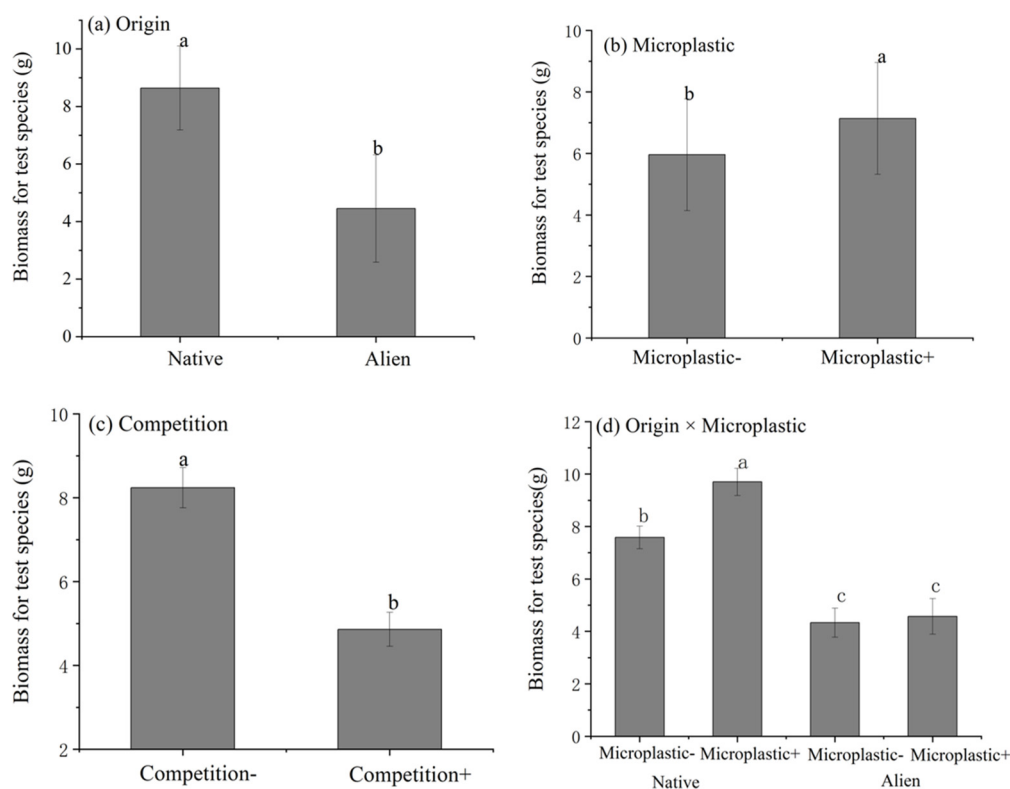 (a) Origin
Biomass for test species (g)
10
8
6
4
2
0
a
b
Native Alien
(b) Microplastic
Biomass for test species (g)
10
8
6
4
2
0
b
a
Microplastic- Microplastic+
(c) Competition
Biomass for test species (g)
10
8
6
4
2
a
b
Competition- Competition+
(d) Origin × Microplastic
Biomass for test species(g)
12
10
8
6
4
2
0
b
a
c
c
Microplastic- Microplastic+ Microplastic- Microplastic+
Native Alien